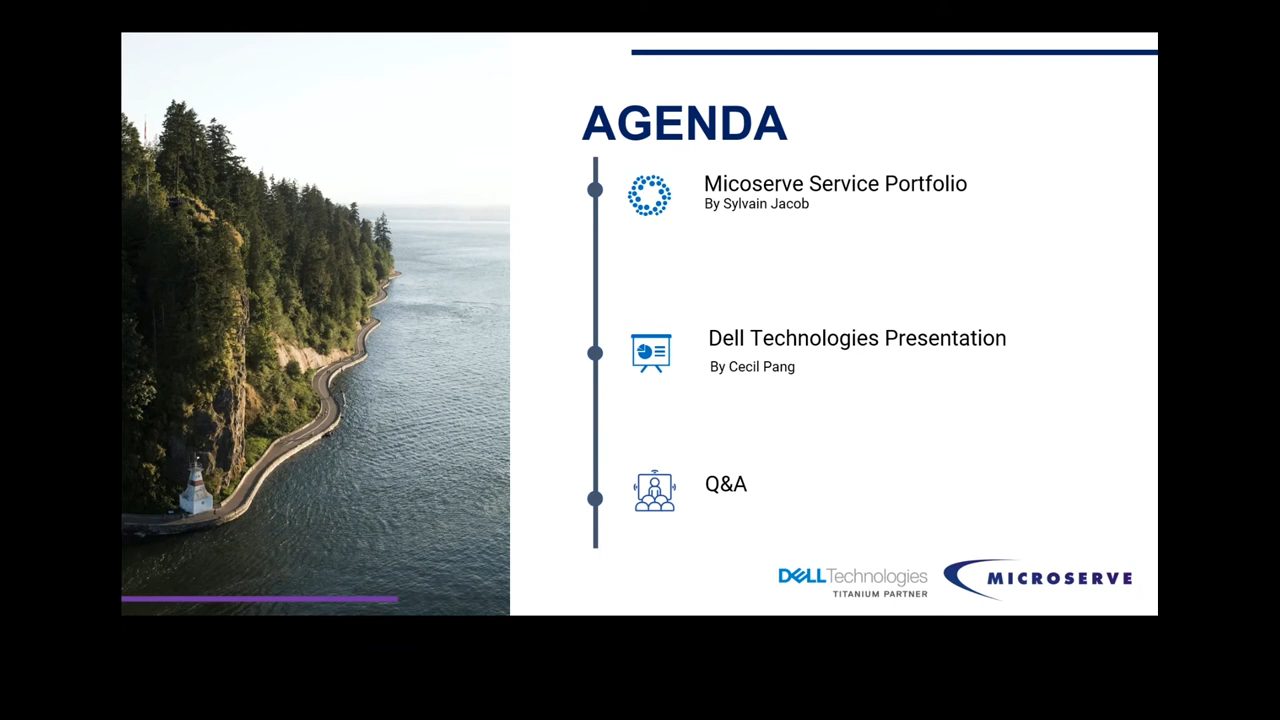 AGENDA
Micoserve Service Portfolio
By Sylvain Jacob
Dell Technologies Presentation
By Cecil Pang
Q&A
DELLTechnologies
TITANIUM PARTNER
MICROSERVE